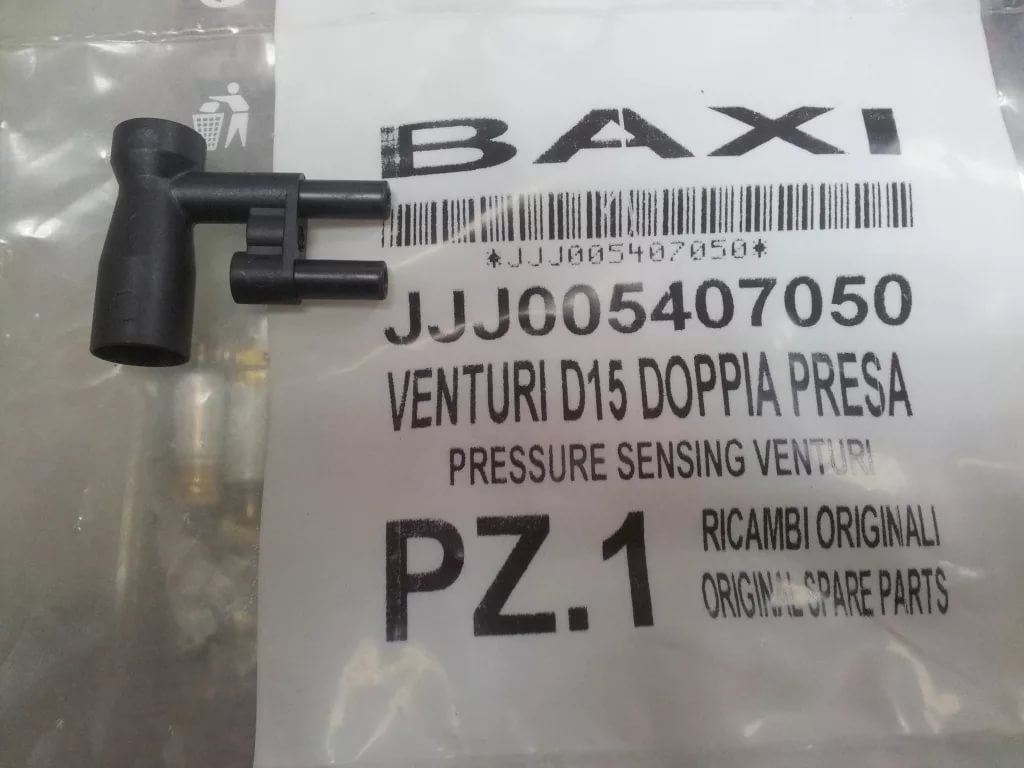 BAXI
*JJJ005407050*
JJJ005407050
VENTURI D15 DOPPIA PRESA
PRESSURE SENSING VENTURI
PZ.1
RICAMBI ORIGINALI
ORIGINAL SPARE PARTS